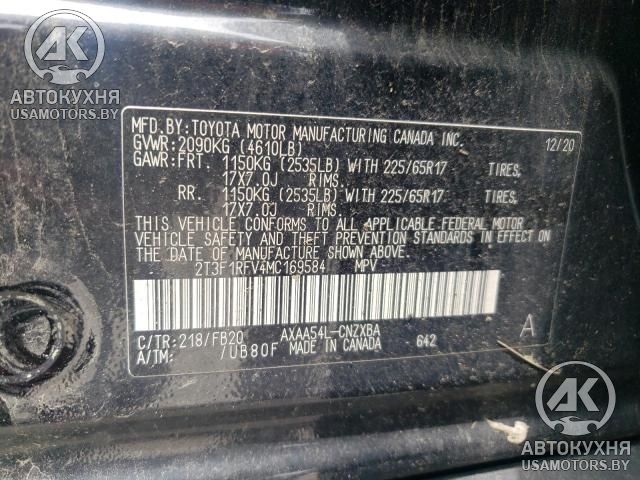 AK
АВТОКУХНЯ
USAMOTORS.BY
MFD.BY:TOYOTA MOTOR MANUFACTURING CANADA INC. 12/20
GVWR:2090KG (4610LB)
GAWR:FRT. 1150KG (2535LB) WITH 225/65R17 TIRES,
17X7.0J RIMS.
RR. 1150KG (2535LB) WITH 225/65R17 TIRES,
17X7.0J RIMS.
THIS VEHICLE CONFORMS TO ALL APPLICABLE FEDERAL MOTOR
VEHICLE SAFETY AND THEFT PREVENTION STANDARDS IN EFFECT ON
THE DATE OF MANUFACTURE SHOWN ABOVE.
2T3F1RFV4MC169584 MPV
C/TR:218/FB20 AXAA54L-CNZXBA A
A/TM: /UB80F MADE IN CANADA 642
AK
АВТОКУХНЯ
USAMOTORS.BY